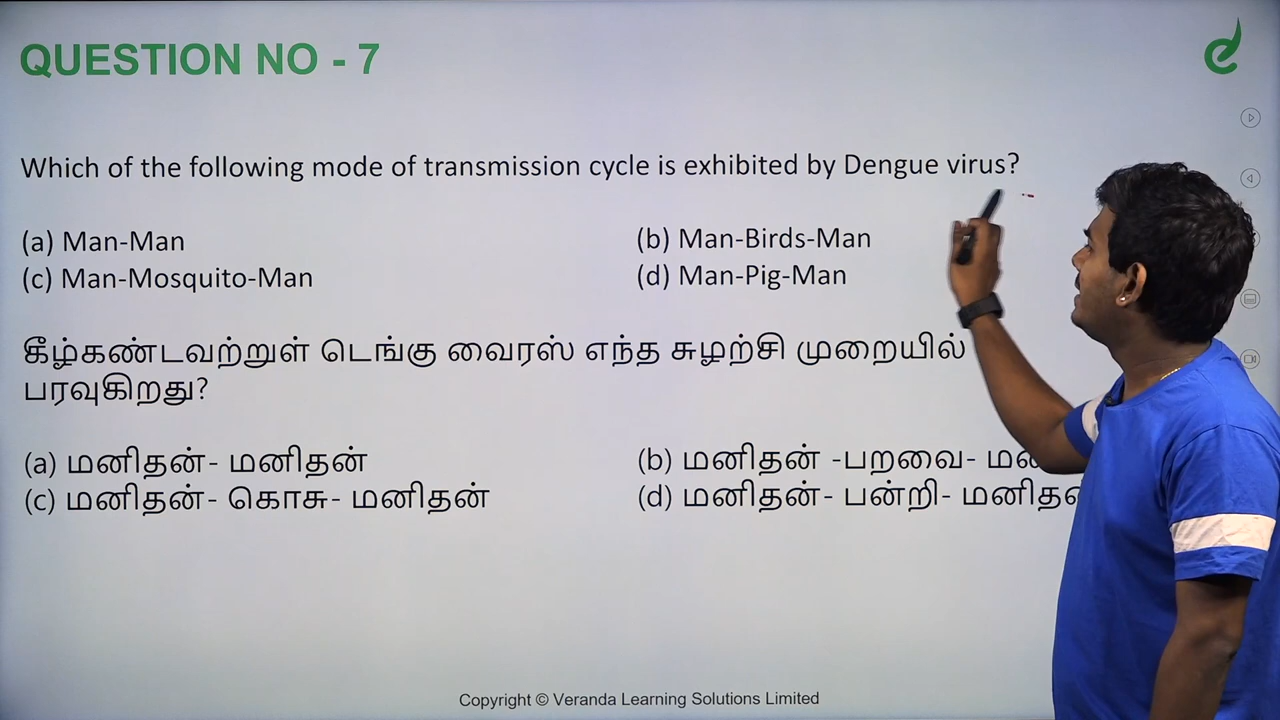 QUESTION NO - 7
Which of the following mode of transmission cycle is exhibited by Dengue virus?
(a) Man-Man
(b) Man-Birds-Man
(c) Man-Mosquito-Man
(d) Man-Pig-Man
கீழ்கண்டவற்றுள் டெங்கு வைரஸ் எந்த சுழற்சி முறையில்
பரவுகிறது?
(a) மனிதன்- மனிதன்
(b) மனிதன் -பறவை-
(c) மனிதன்- கொசு- மனிதன்
(d) மனிதன்- பன்றி-
Copyright © Veranda Learning Solutions Limited